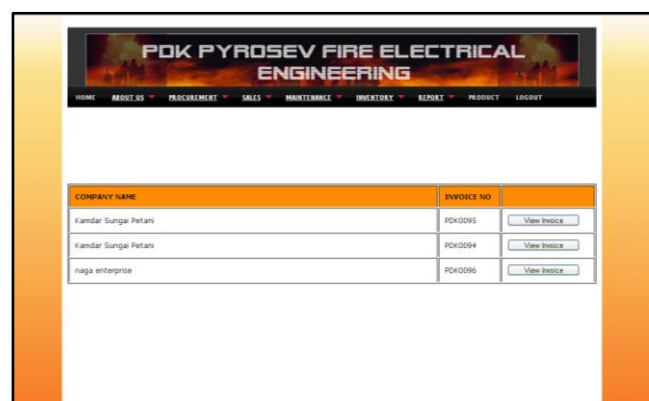 PDK PYROSEV FIRE ELECTRICAL
ENGINEERING
HOME ABOUT US PROCUREMENT SALES MAINTENANCE INVENTORY REPORT PRODUCT LOGOUT
COMPANY NAME INVOICE NO
Kamdar Sungai Petani PDK0095 View Invoice
Kamdar Sungai Petani PDK0094 View Invoice
naga enterprise PDK0096 View Invoice